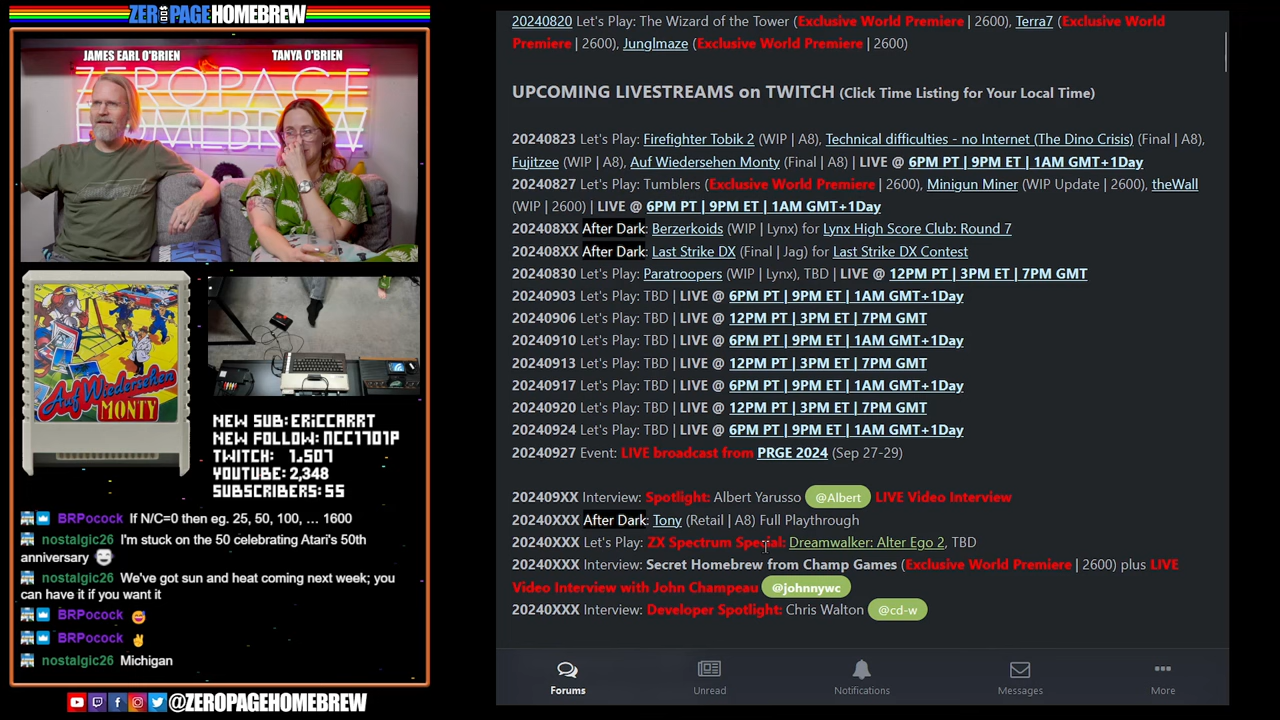 ZEROPAGEHOMEBREW
JAMES EARL O'BRIEN
TANYA O'BRIEN
ZEROPAGE
HOMEBREW
Auf Wiedersehen
MONTY
NEW SUB: ERICCARRT
NEW FOLLOW: NCC1701P
TWITCH: 1,507
YOUTUBE: 2,348
SUBSCRIBERS: 55
BRPocock If N/C=0 then eg. 25, 50, 100, … 1600
nostalgic26 I'm stuck on the 50 celebrating Atari's 50th
anniversary
nostalgic26 We've got sun and heat coming next week; you
can have it if you want it
BRPocock
BRPocock
nostalgic26 Michigan
@ZEROPAGEHOMEBREW
20240820 Let's Play: The Wizard of the Tower (Exclusive World Premiere | 2600), Terra7 (Exclusive World
Premiere | 2600), Junglmaze (Exclusive World Premiere | 2600)
UPCOMING LIVESTREAMS on TWITCH (Click Time Listing for Your Local Time)
20240823 Let's Play: Firefighter Tobik 2 (WIP | A8), Technical difficulties - no Internet (The Dino Crisis) (Final | A8),
Fujitzee (WIP | A8), Auf Wiedersehen Monty (Final | A8) | LIVE @ 6PM PT | 9PM ET | 1AM GMT+1Day
20240827 Let's Play: Tumblers (Exclusive World Premiere | 2600), Minigun Miner (WIP Update | 2600), theWall
(WIP | 2600) | LIVE @ 6PM PT | 9PM ET | 1AM GMT+1Day
202408XX After Dark: Berzerkoids (WIP | Lynx) for Lynx High Score Club: Round 7
202408XX After Dark: Last Strike DX (Final | Jag) for Last Strike DX Contest
20240830 Let's Play: Paratroopers (WIP | Lynx), TBD | LIVE @ 12PM PT | 3PM ET | 7PM GMT
20240903 Let's Play: TBD | LIVE @ 6PM PT | 9PM ET | 1AM GMT+1Day
20240906 Let's Play: TBD | LIVE @ 12PM PT | 3PM ET | 7PM GMT
20240910 Let's Play: TBD | LIVE @ 6PM PT | 9PM ET | 1AM GMT+1Day
20240913 Let's Play: TBD | LIVE @ 12PM PT | 3PM ET | 7PM GMT
20240917 Let's Play: TBD | LIVE @ 6PM PT | 9PM ET | 1AM GMT+1Day
20240920 Let's Play: TBD | LIVE @ 12PM PT | 3PM ET | 7PM GMT
20240924 Let's Play: TBD | LIVE @ 6PM PT | 9PM ET | 1AM GMT+1Day
20240927 Event: LIVE broadcast from PRGE 2024 (Sep 27-29)
202409XX Interview: Spotlight: Albert Yarusso @Albert LIVE Video Interview
20240XXX After Dark: Tony (Retail | A8) Full Playthrough
20240XXX Let's Play: ZX Spectrum Special: Dreamwalker: Alter Ego 2, TBD
20240XXX Interview: Secret Homebrew from Champ Games (Exclusive World Premiere | 2600) plus LIVE
Video Interview with John Champeau @johnnywc
20240XXX Interview: Developer Spotlight: Chris Walton @cd-w
Forums
Unread
Notifications
Messages
More